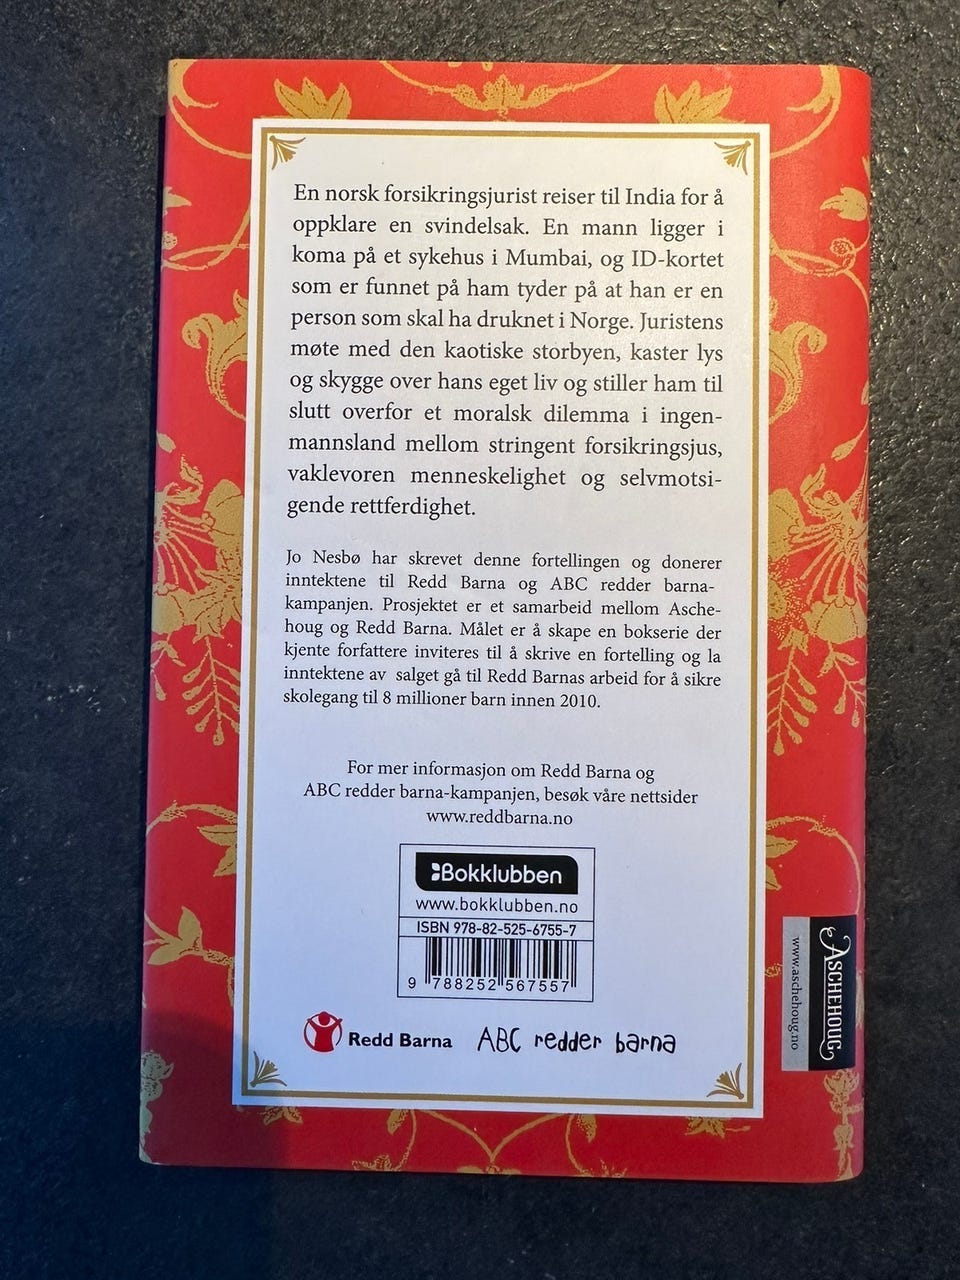 En norsk forsikringsjurist reiser til India for å
oppklare en svindelsak. En mann ligger i
koma på et sykehus i Mumbai, og ID-kortet
som er funnet på ham tyder på at han er en
person som skal ha druknet i Norge. Juristens
møte med den kaotiske storbyen, kaster lys
og skygge over hans eget liv og stiller ham til
slutt overfor et moralsk dilemma i ingen-
mannsland mellom stringent forsikringsjus,
vaklevoren menneskelighet og selvmotsi-
gende rettferdighet.
Jo Nesbø har skrevet denne fortellingen og donerer
inntektene til Redd Barna og ABC redder barna-
kampanjen. Prosjektet er et samarbeid mellom Asche-
houg og Redd Barna. Målet er å skape en bokserie der
kjente forfattere inviteres til å skrive en fortelling og la
inntektene av salget gå til Redd Barnas arbeid for å sikre
skolegang til 8 millioner barn innen 2010.
For mer informasjon om Redd Barna og
ABC redder barna-kampanjen, besøk våre nettsider
www.reddbarna.no
Bokklubben
www.bokklubben.no
ISBN 978-82-525-6755-7
9 788252 567557
Redd Barna ABC redder barna
ASCHEHOUG
www.aschehoug.no